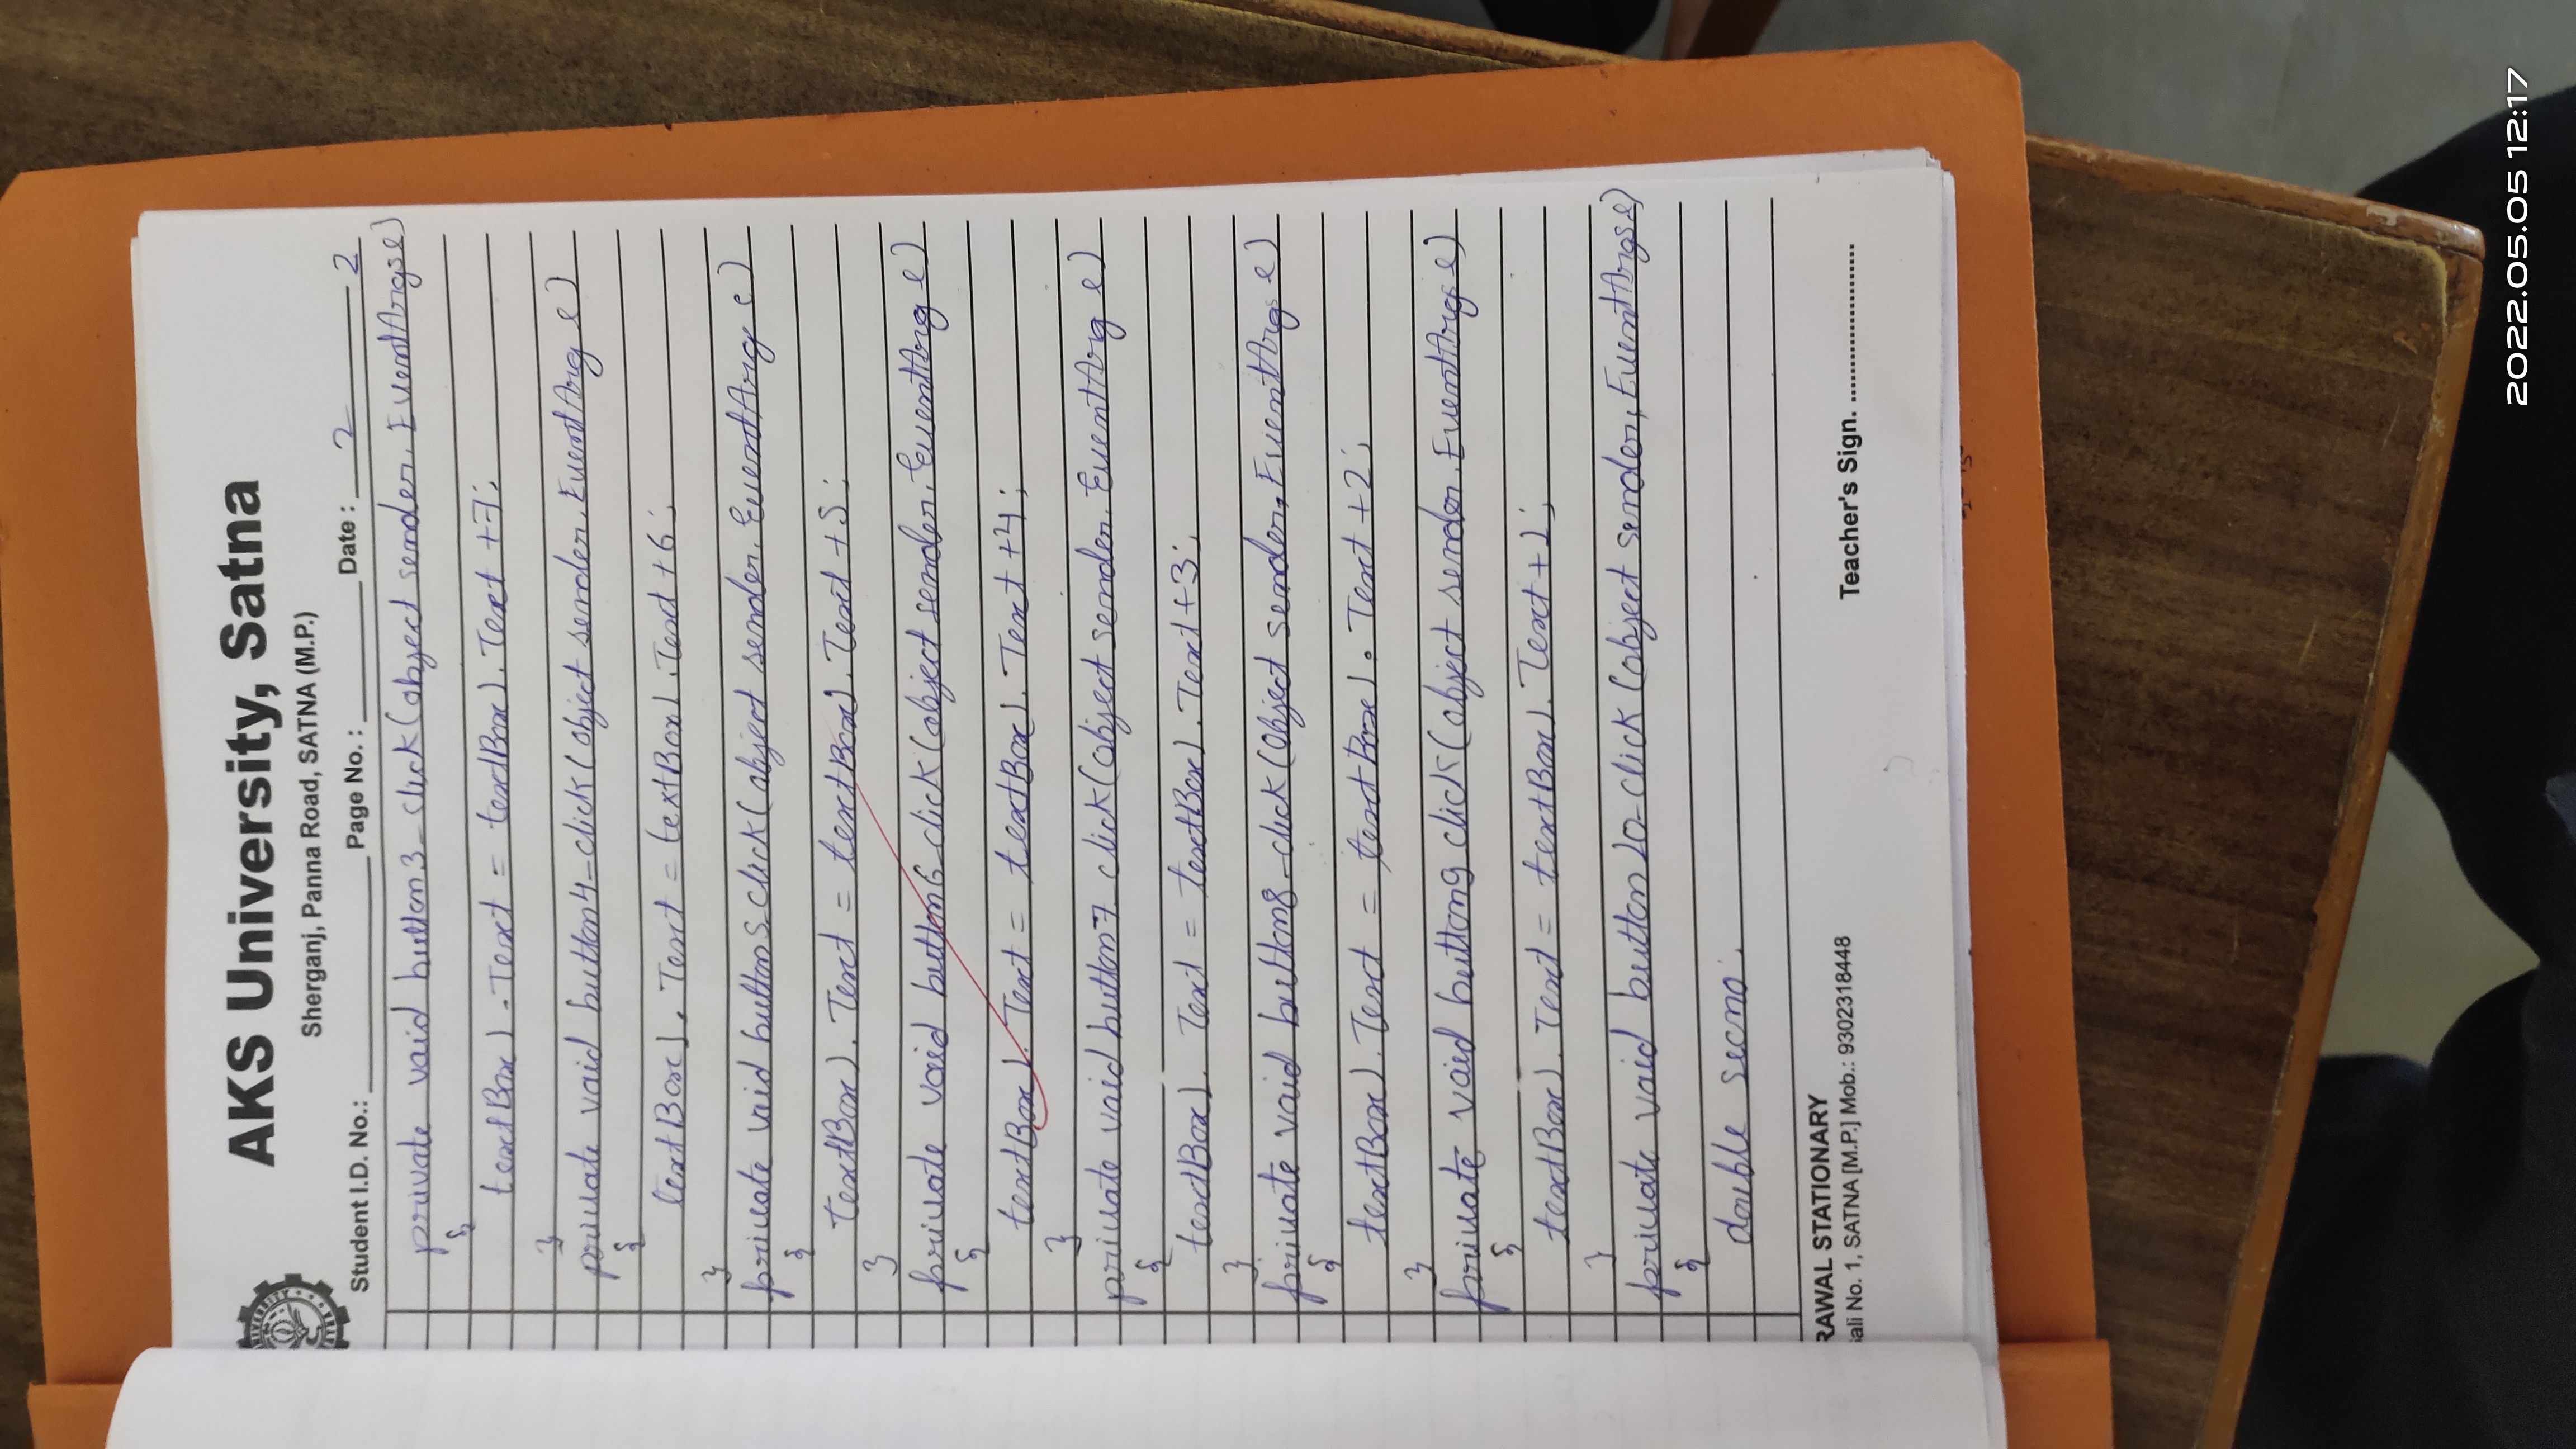 AKS University, Satna
Sherganj, Panna Road, SATNA (M.P.)
Student I.D. No.: Page No. : Date : 2 2
private vaid button3_click(object sender, EventArgs e)
{
textBox1.Text = textBox1.Text +7;
}
private vaid button4_click(object sender, EventArg e)
{
textBox1.Text = textBox1.Text +6;
}
private vaid button5_click(object sender, EventArg e)
{
textBox1.Text = textBox1.Text +5;
}
private vaid button6_click(object sender, EventArg e)
{
textBox1.Text = textBox1.Text +4;
}
private vaid button7_click(object sender, EventArg e)
{
textBox1.Text = textBox1.Text +3;
}
private vaid button8_click(object sender, EventArgs e)
{
textBox1.Text = textBox1.Text +2;
}
private vaid button9 click(object sender, EventArgs e)
{
textBox1.Text = textBox1.Text +1;
}
private vaid button10_click(object sender, EventArgs e)
{
double secno;
RAWAL STATIONARY
ali No. 1, SATNA [M.P.] Mob.: 9302318448
Teacher's Sign. .......................
2022.05.05 12:17